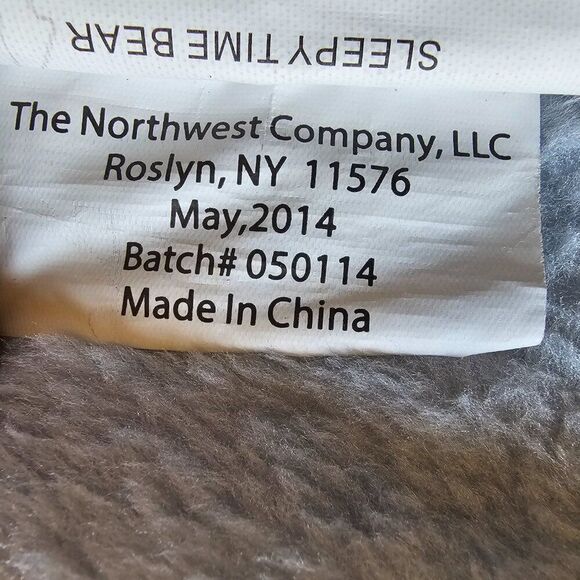 SLEEPY TIME BEAR
The Northwest Company, LLC
Roslyn, NY 11576
May,2014
Batch# 050114
Made In China